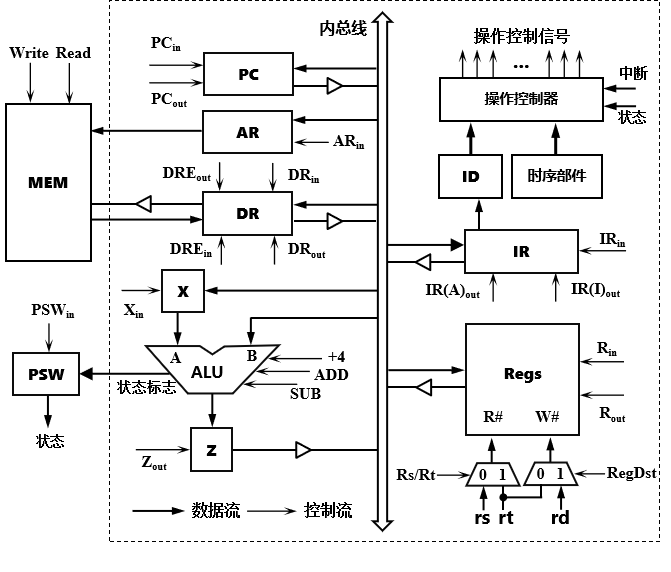 内总线
操作控制信号
Write Read
PCin
PCout
PC
...
操作控制器
中断
状态
MEM
AR
ARin
DREout
DRin
DR
DREin
DRout
ID
时序部件
IR
IRin
IR(A)out
IR(I)out
X
Xin
PSWin
PSW
状态
状态标志
A
B
ALU
+4
ADD
SUB
Z
Zout
Regs
Rin
Rout
R#
W#
Rs/Rt
0 1
0 1
RegDst
rs rt rd
数据流
控制流